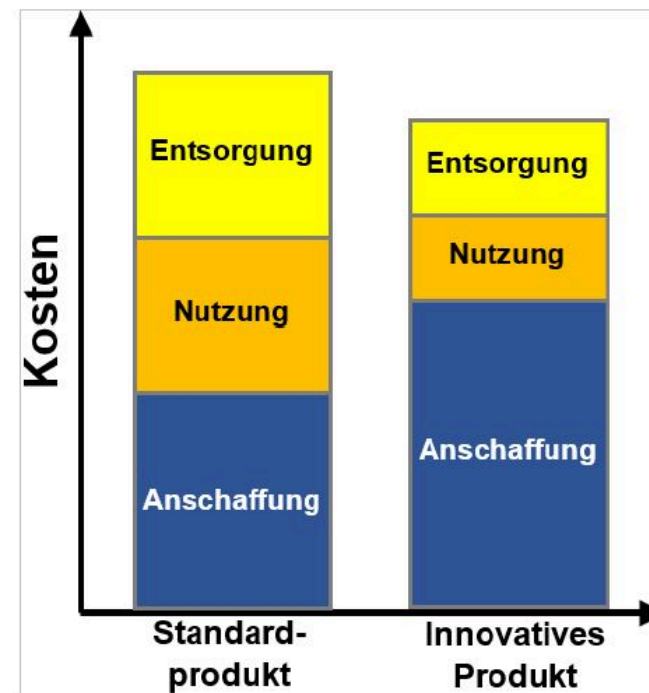 Kosten
Entsorgung
Nutzung
Anschaffung
Entsorgung
Nutzung
Anschaffung
Standard-
produkt
Innovatives
Produkt